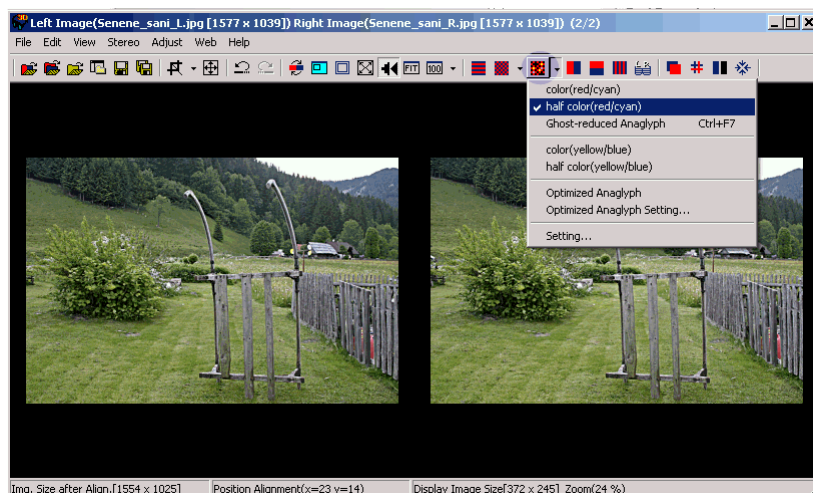 Left Image(Senene_sani_L.jpg [1577 x 1039]) Right Image(Senene_sani_R.jpg [1577 x 1039]) (2/2)
File Edit View Stereo Adjust Web Help
FIT 100
color(red/cyan)
half color(red/cyan)
Ghost-reduced Anaglyph Ctrl+F7
color(yellow/blue)
half color(yellow/blue)
Optimized Anaglyph
Optimized Anaglyph Setting...
Setting...
Img. Size after Align.[1554 x 1025] Position Alignment(x=23 y=14) Display Image Size[372 x 245] Zoom(24 %)